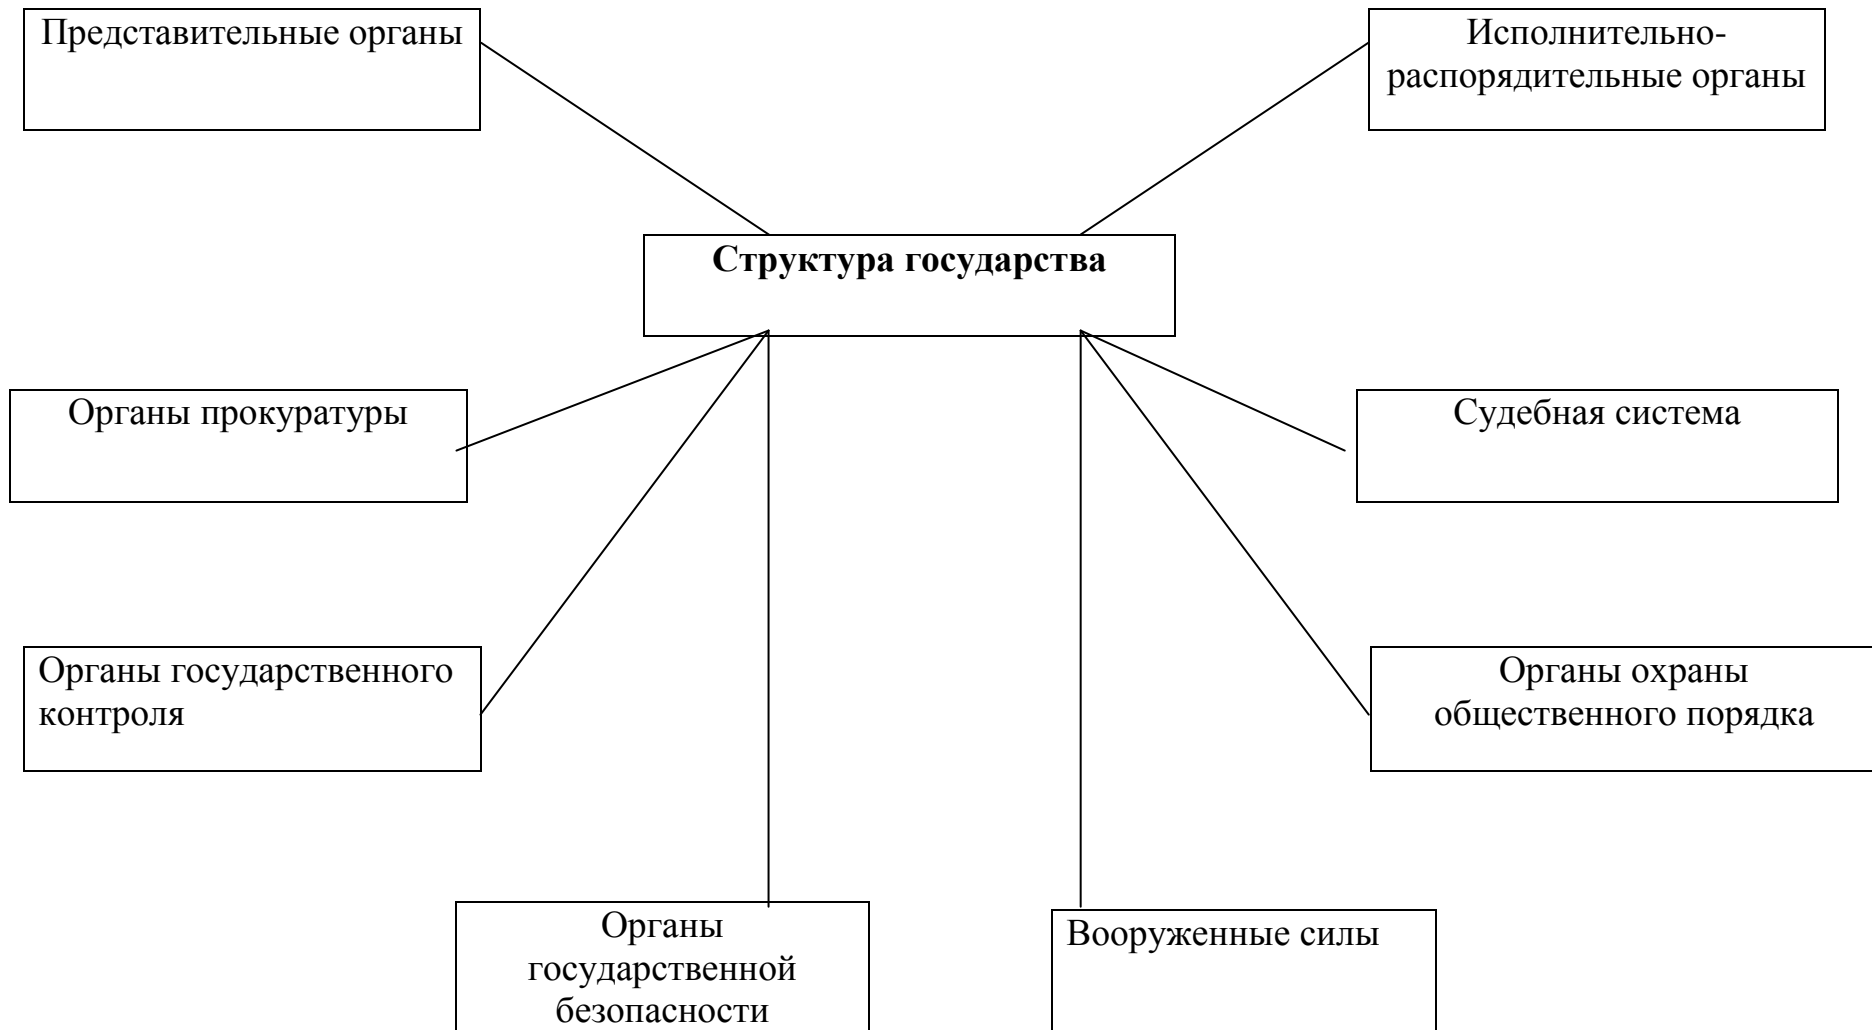 Представительные органы
Исполнительно-
распорядительные органы
Структура государства
Органы прокуратуры
Судебная система
Органы государственного
контроля
Органы охраны
общественного порядка
Органы
государственной
безопасности
Вооруженные силы